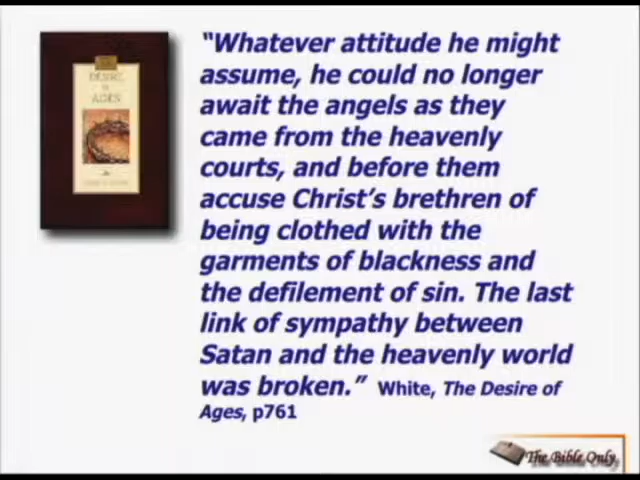 DESIRE
of
AGES
“Whatever attitude he might
assume, he could no longer
await the angels as they
came from the heavenly
courts, and before them
accuse Christ’s brethren of
being clothed with the
garments of blackness and
the defilement of sin. The last
link of sympathy between
Satan and the heavenly world
was broken.” White, The Desire of
Ages, p761
The Bible Only